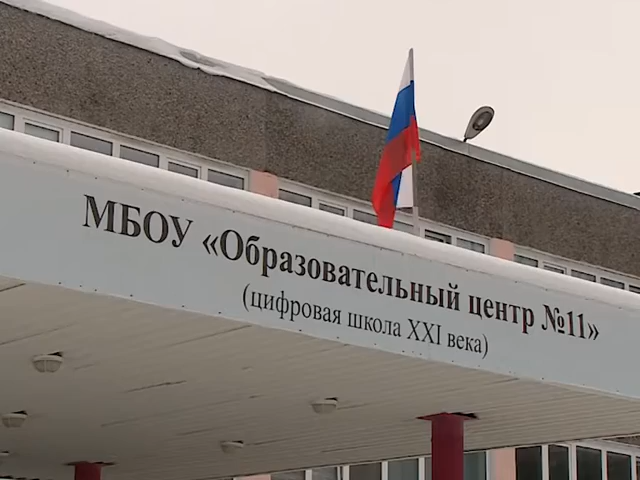 МБОУ «Образовательный центр №11»
(цифровая школа XXI века)